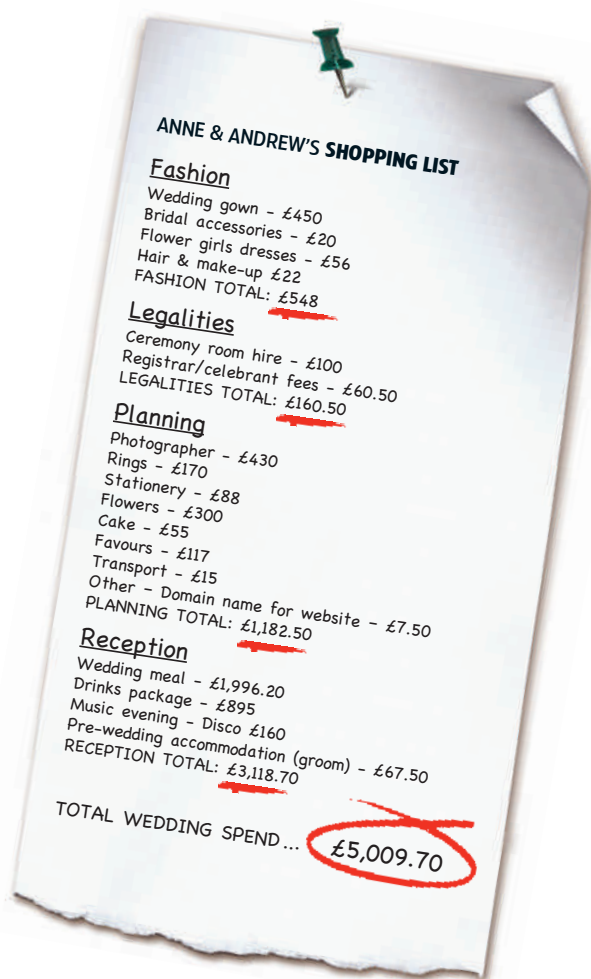 ANNE & ANDREW'S SHOPPING LIST
Fashion
Wedding gown – £450
Bridal accessories – £20
Flower girls dresses – £56
Hair & make-up £22
FASHION TOTAL: £548
Legalities
Ceremony room hire – £100
Registrar/celebrant fees – £60.50
LEGALITIES TOTAL: £160.50
Planning
Photographer – £430
Rings – £170
Stationery – £88
Flowers – £300
Cake – £55
Favours – £117
Transport – £15
Other – Domain name for website – £7.50
PLANNING TOTAL: £1,182.50
Reception
Wedding meal – £1,996.20
Drinks package – £895
Music evening – Disco £160
Pre-wedding accommodation (groom) – £67.50
RECEPTION TOTAL: £3,118.70
TOTAL WEDDING SPEND... £5,009.70